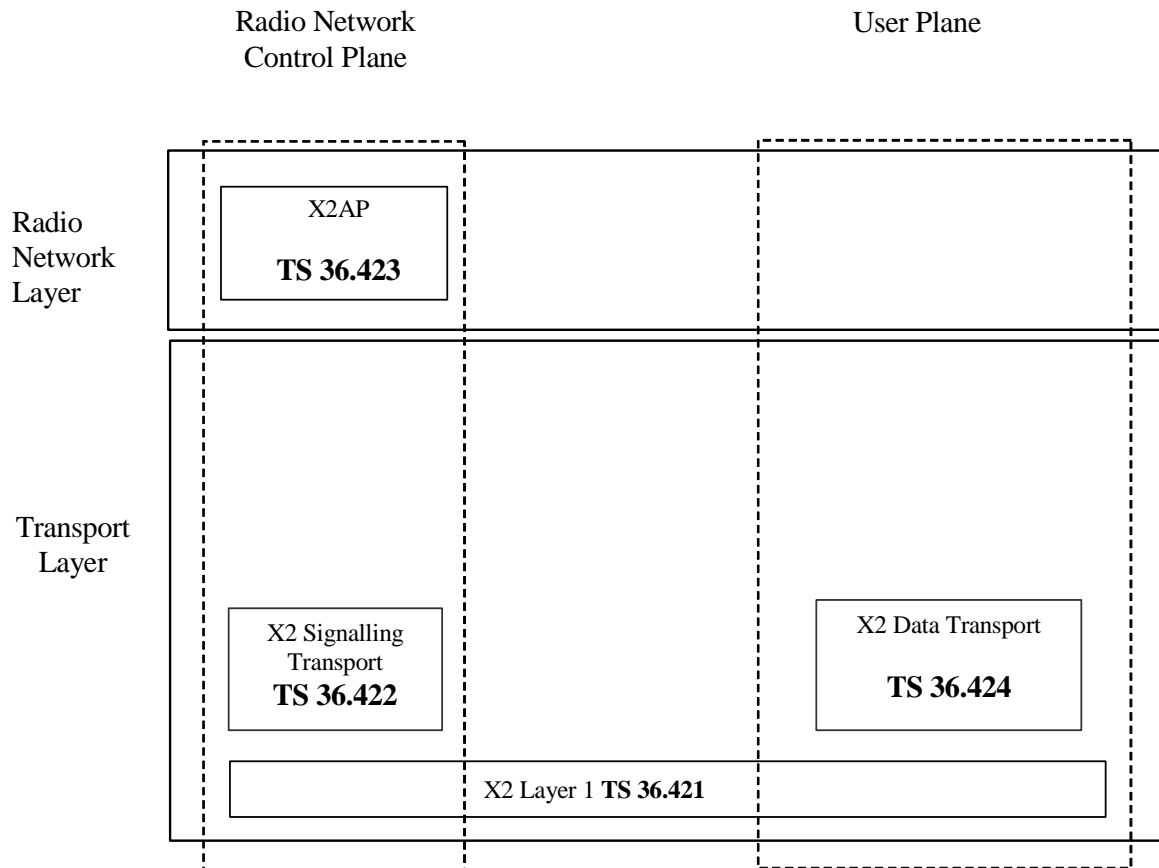 Radio Network
Control Plane
User Plane
Radio
Network
Layer
X2AP
TS 36.423
Transport
Layer
X2 Signalling
Transport
TS 36.422
X2 Data Transport
TS 36.424
X2 Layer 1 TS 36.421